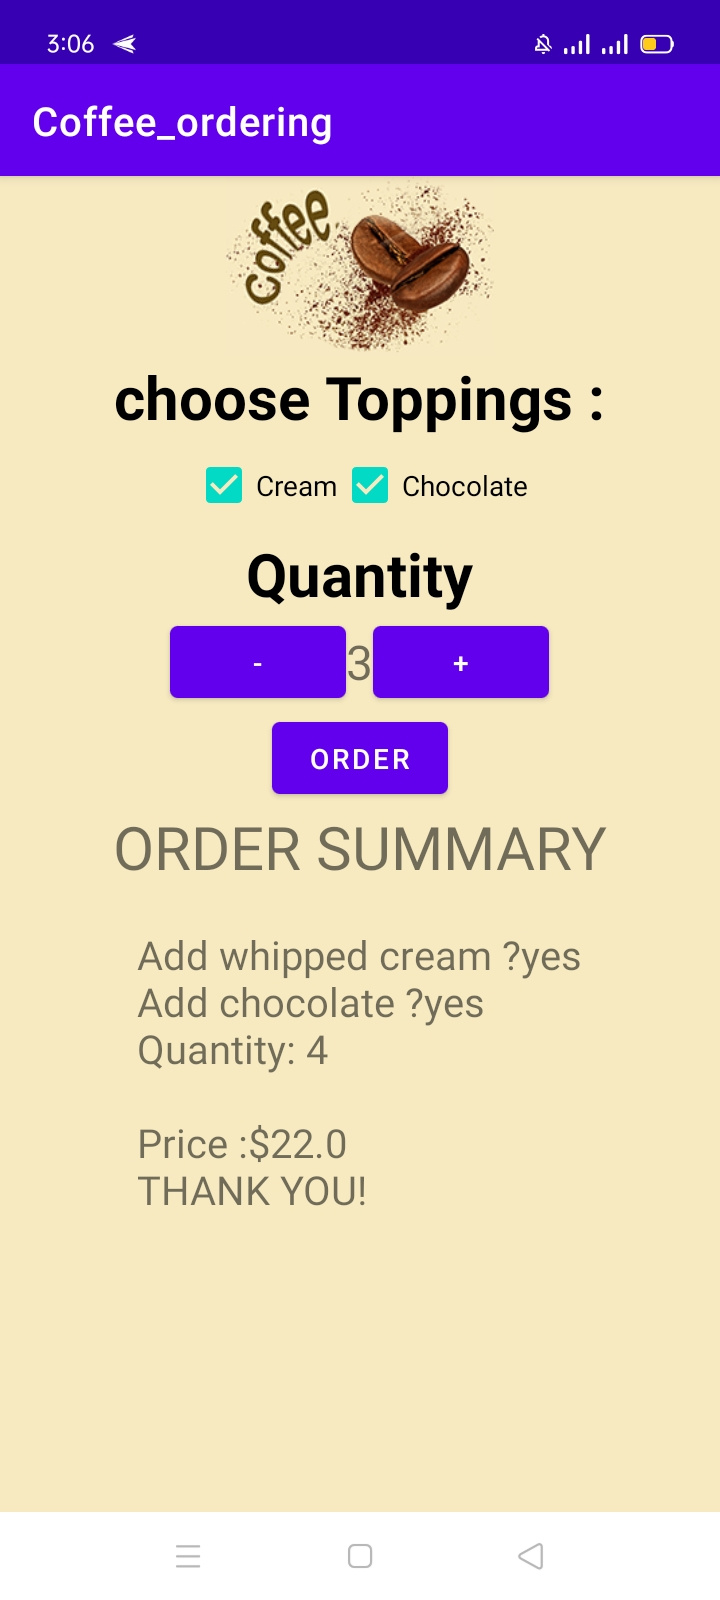 3:06
Coffee_ordering
Coffee
choose Toppings :
Cream Chocolate
Quantity
- 3 +
ORDER
ORDER SUMMARY
Add whipped cream ?yes
Add chocolate ?yes
Quantity: 4
Price :$22.0
THANK YOU!